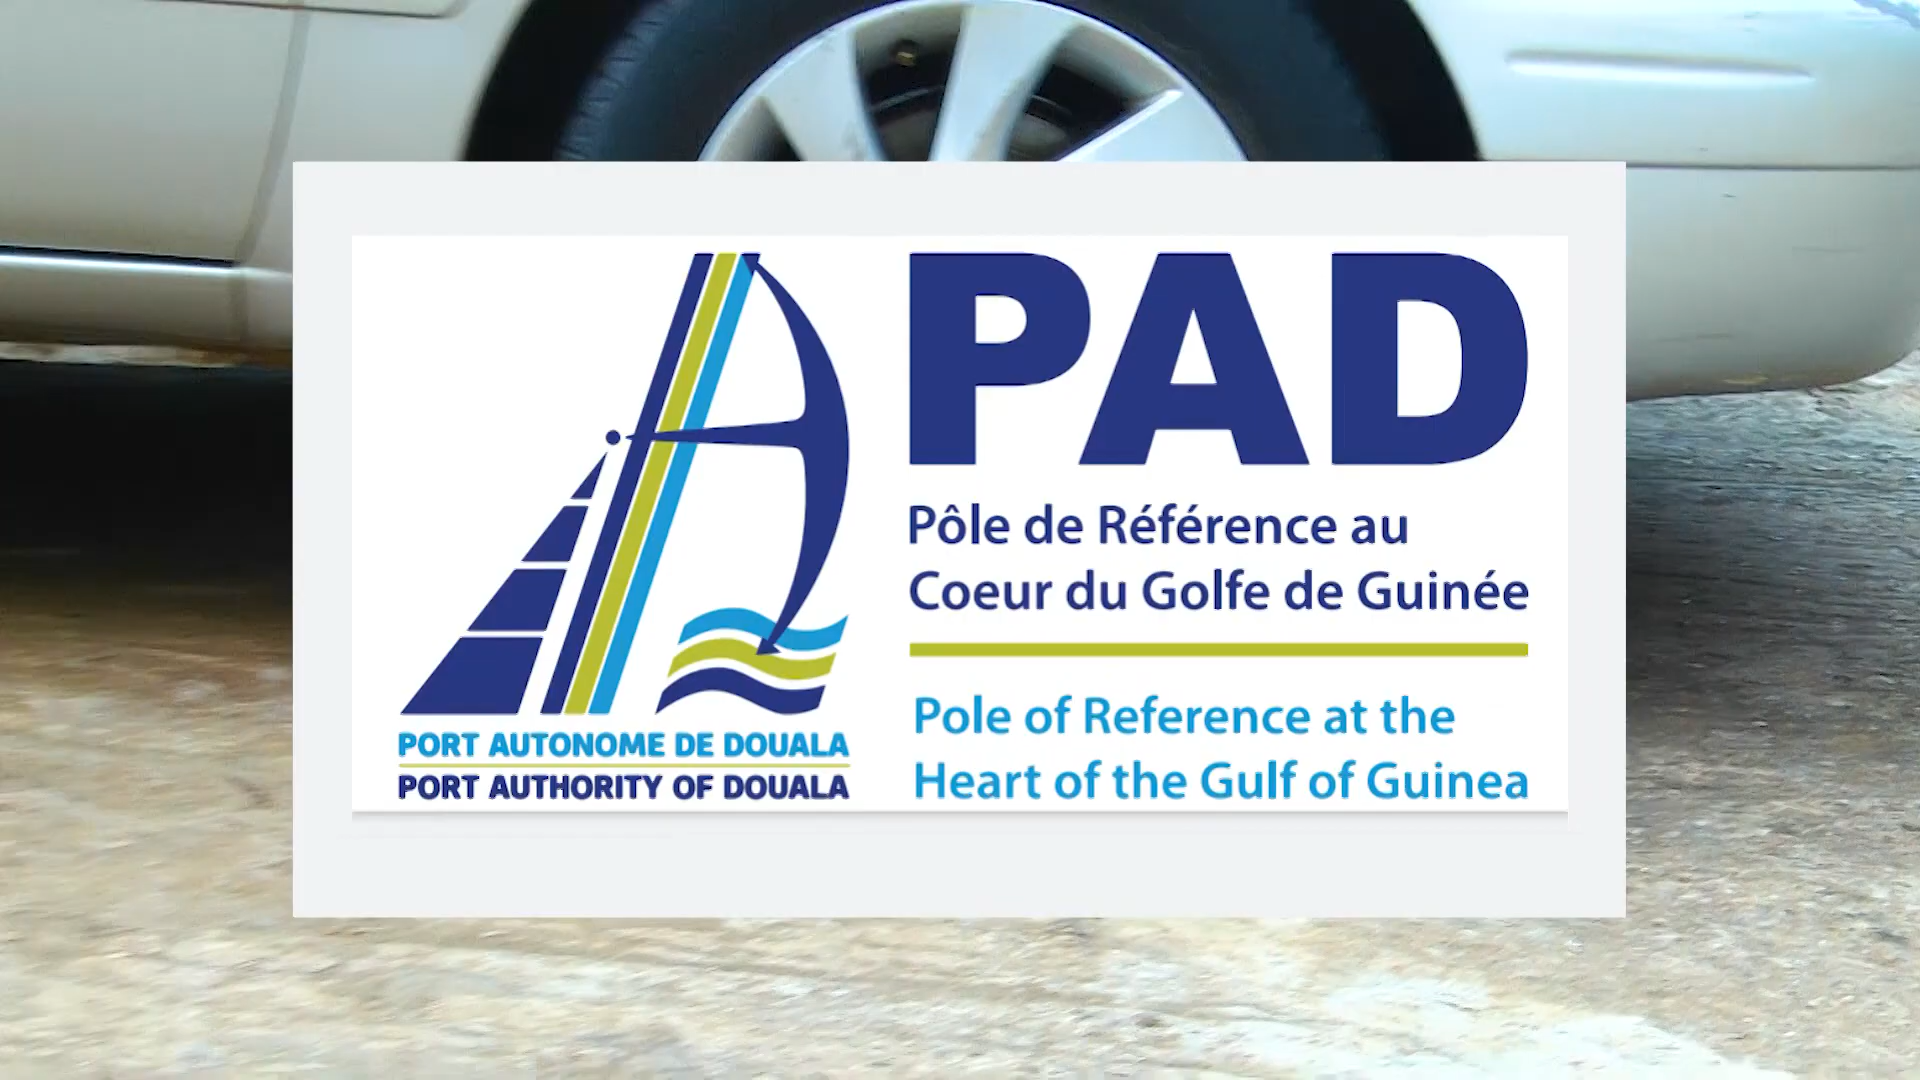 PAD
Pôle de Référence au
Coeur du Golfe de Guinée
Pole of Reference at the
Heart of the Gulf of Guinea
PORT AUTONOME DE DOUALA
PORT AUTHORITY OF DOUALA